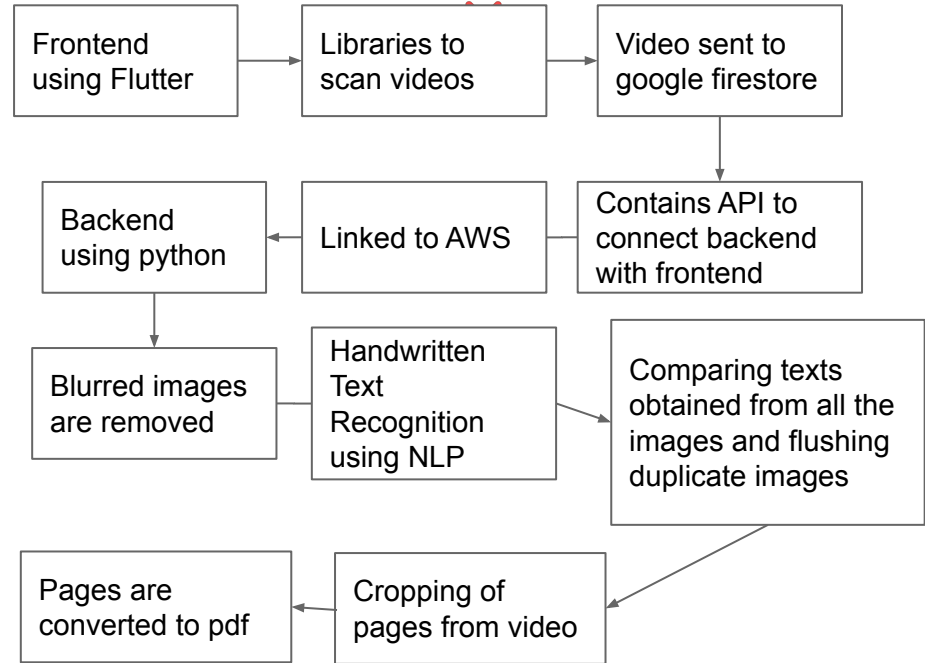 Frontend
using Flutter
Libraries to
scan videos
Video sent to
google firestore
Contains API to
connect backend
with frontend
Linked to AWS
Backend
using python
Blurred images
are removed
Handwritten
Text
Recognition
using NLP
Comparing texts
obtained from all the
images and flushing
duplicate images
Cropping of
pages from video
Pages are
converted to pdf